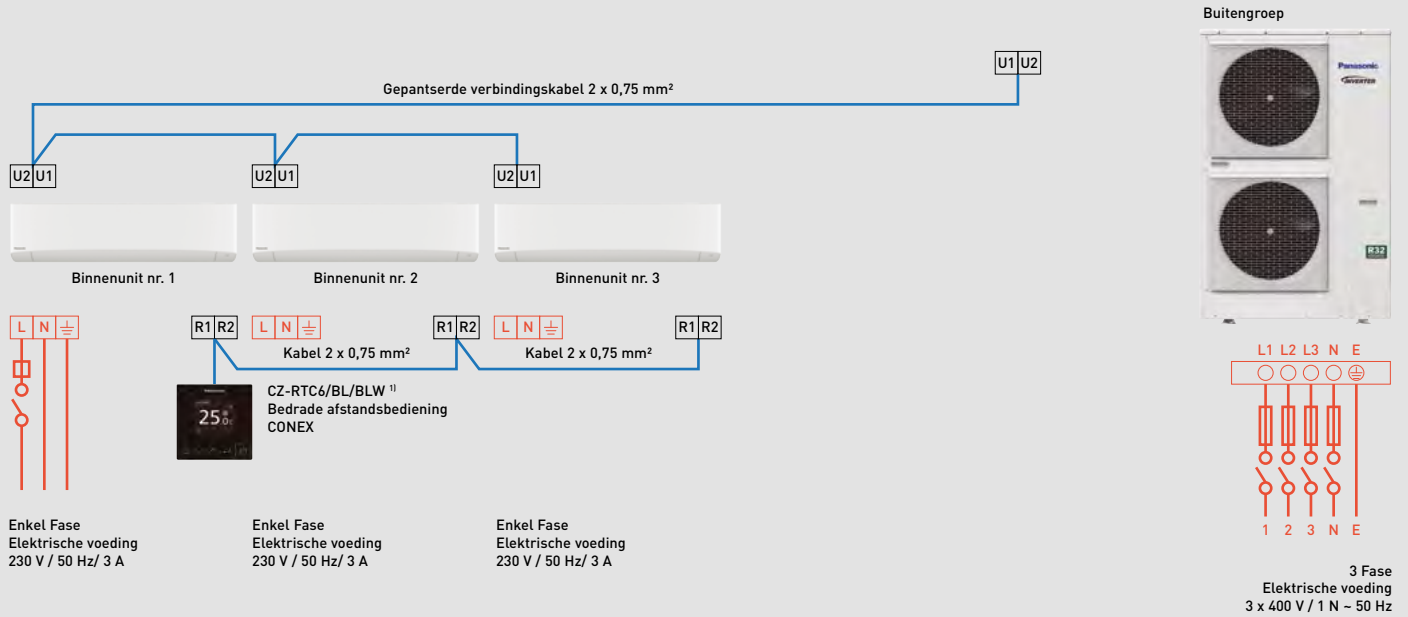 Buitengroep
U1 U2
Panasonic
INVERTER
Gepantserde verbindingskabel 2 x 0,75 mm²
U2 U1
U2 U1
U2 U1
R32
Binnenunit nr. 1
Binnenunit nr. 2
Binnenunit nr. 3
L N
R1 R2
L N
R1 R2
L N
R1 R2
Kabel 2 x 0,75 mm²
Kabel 2 x 0,75 mm²
L1 L2 L3 N E
CZ-RTC6/BL/BLW ¹⁾
Bedrade afstandsbediening
CONEX
25.0
Enkel Fase
Elektrische voeding
230 V / 50 Hz/ 3 A
Enkel Fase
Elektrische voeding
230 V / 50 Hz/ 3 A
Enkel Fase
Elektrische voeding
230 V / 50 Hz/ 3 A
1 2 3 N E
3 Fase
Elektrische voeding
3 x 400 V / 1 N ~ 50 Hz